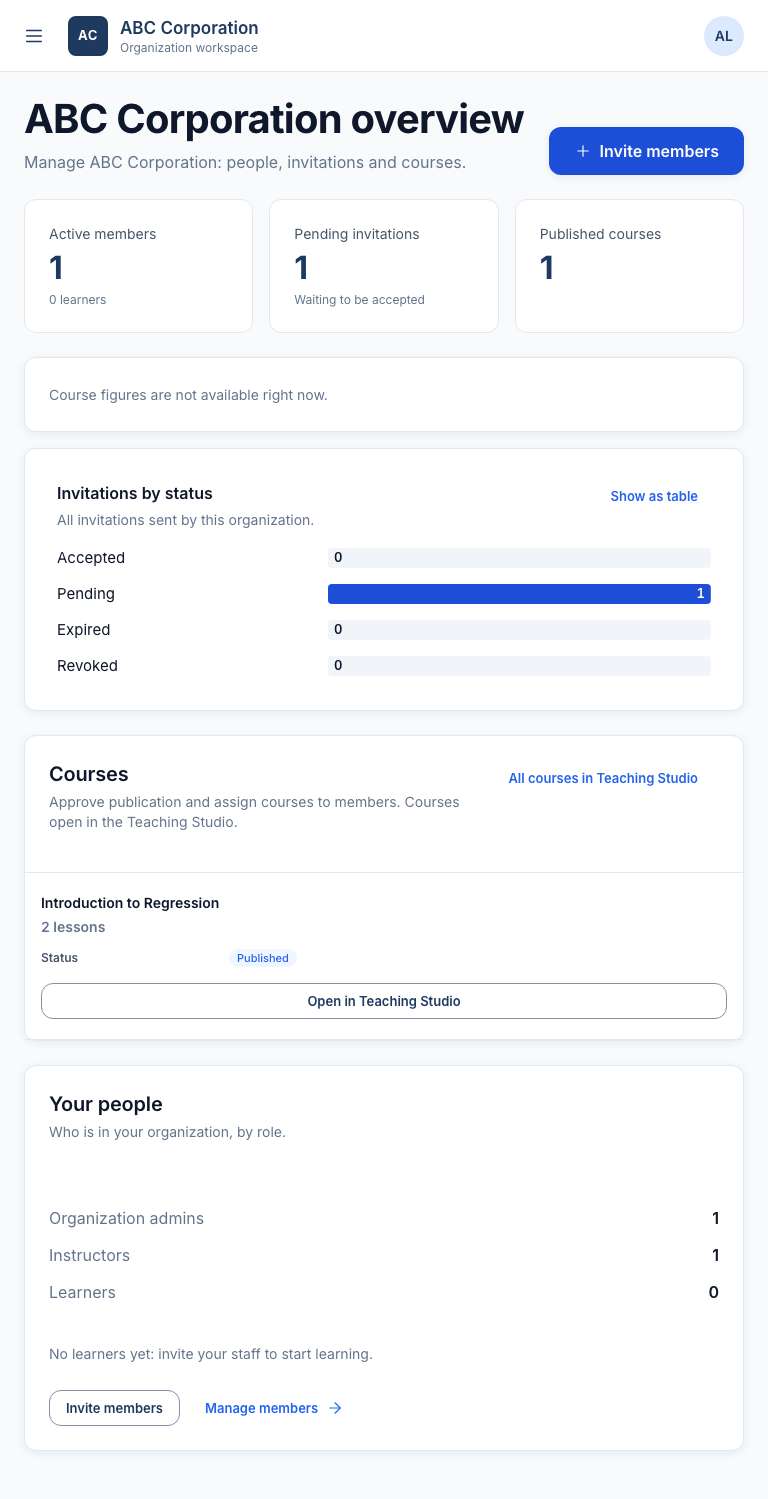 AC
ABC Corporation
Organization workspace
AL
ABC Corporation overview
Manage ABC Corporation: people, invitations and courses.
Invite members
Active members
1
0 learners
Pending invitations
1
Waiting to be accepted
Published courses
1
Course figures are not available right now.
Invitations by status
Show as table
All invitations sent by this organization.
Accepted 0
Pending 1
Expired 0
Revoked 0
Courses
All courses in Teaching Studio
Approve publication and assign courses to members. Courses
open in the Teaching Studio.
Introduction to Regression
2 lessons
Status Published
Open in Teaching Studio
Your people
Who is in your organization, by role.
Organization admins 1
Instructors 1
Learners 0
No learners yet: invite your staff to start learning.
Invite members
Manage members